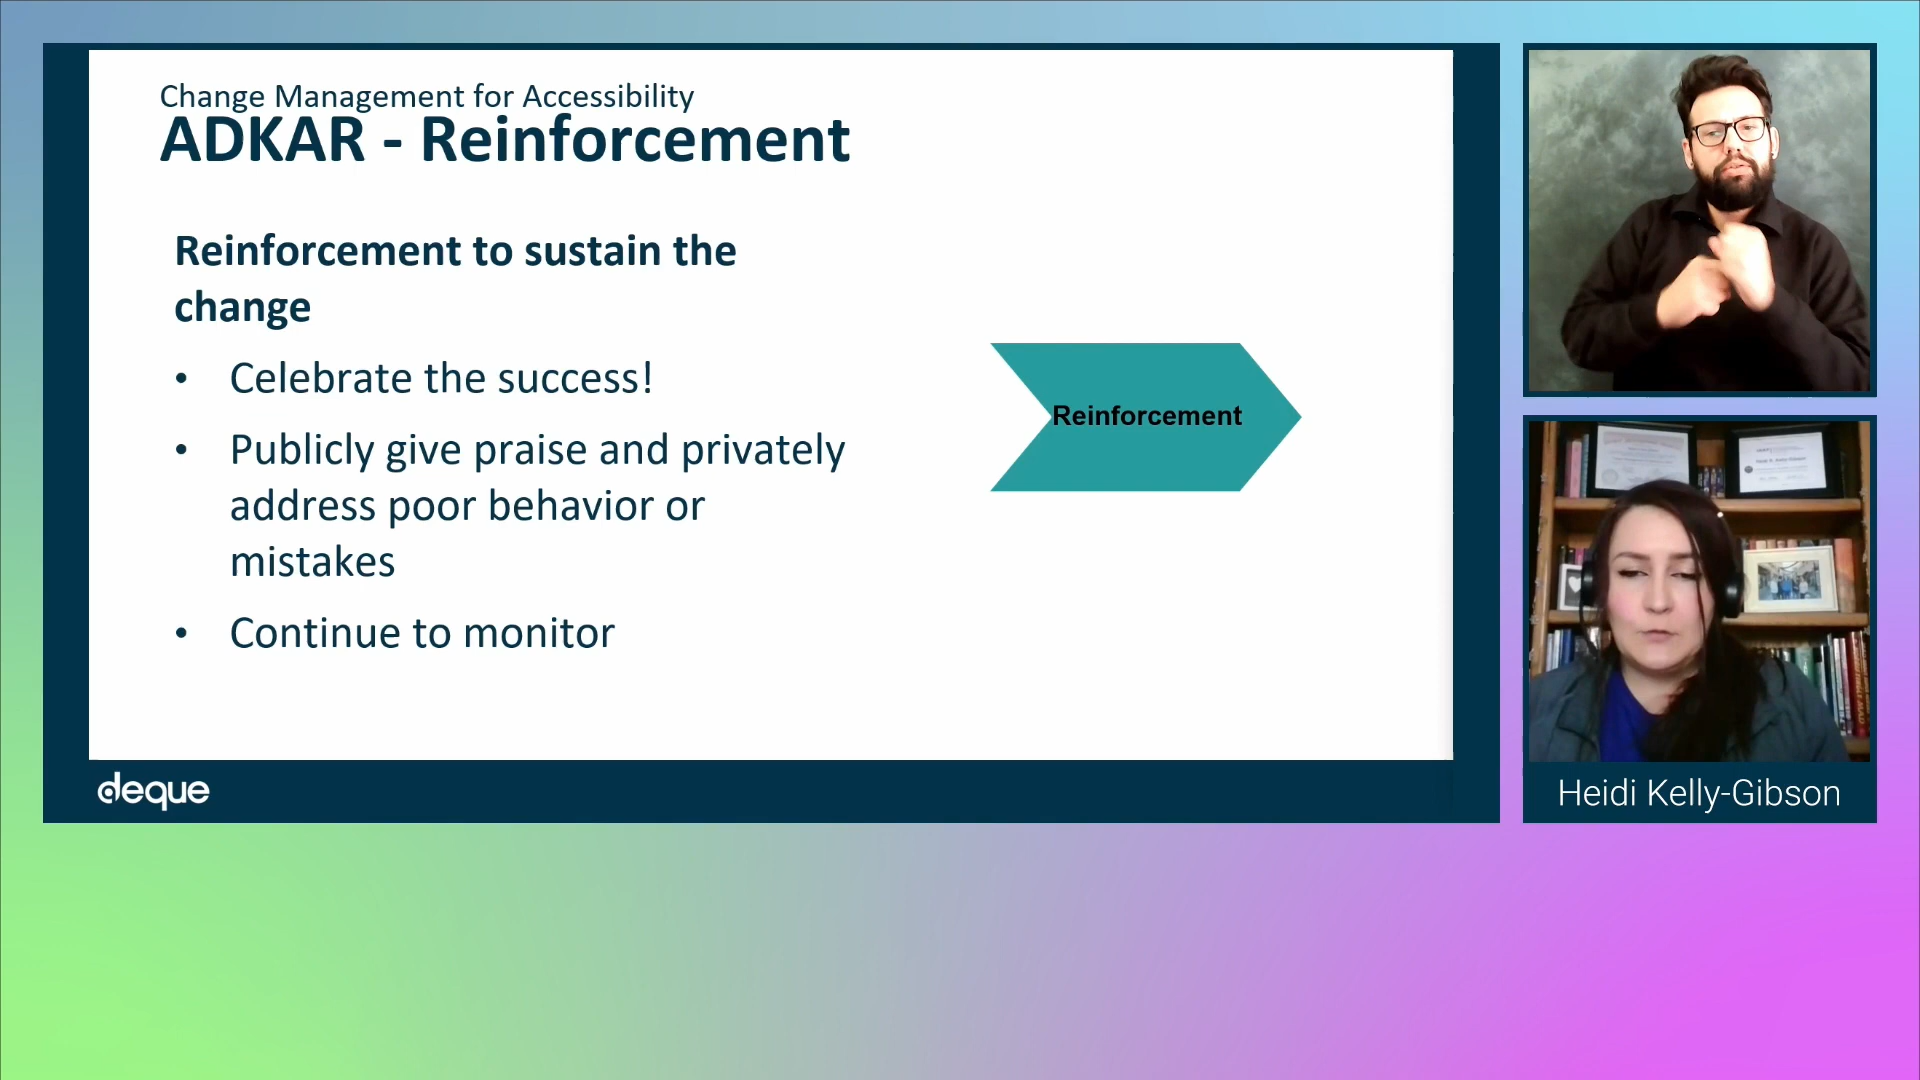 Change Management for Accessibility
ADKAR - Reinforcement
Reinforcement to sustain the
change
• Celebrate the success!
• Publicly give praise and privately
address poor behavior or
mistakes
• Continue to monitor
Reinforcement
deque
Heidi Kelly-Gibson